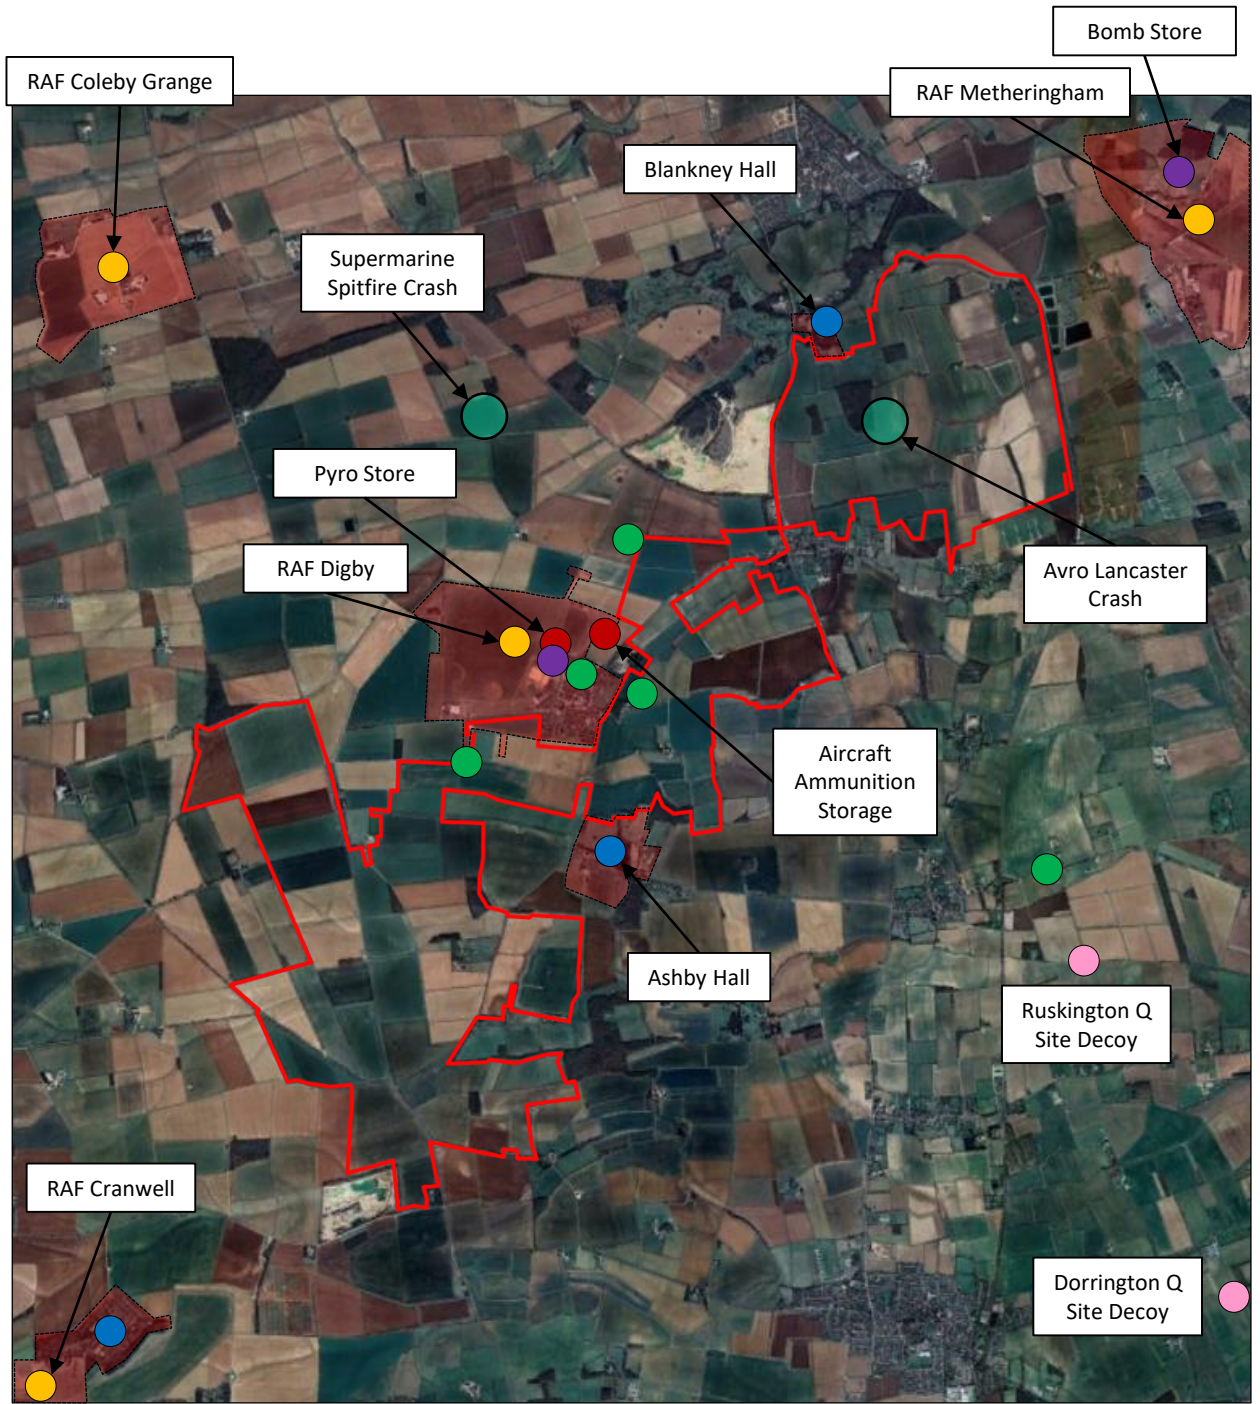 Bomb Store
RAF Coleby Grange
RAF Metheringham
Blankney Hall
Supermarine
Spitfire Crash
Pyro Store
RAF Digby
Avro Lancaster
Crash
Aircraft
Ammunition
Storage
Ashby Hall
Ruskington Q
Site Decoy
RAF Cranwell
Dorrington Q
Site Decoy